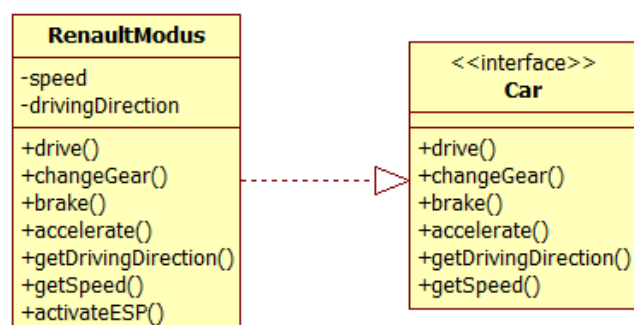 RenaultModus
-speed
-drivingDirection
+drive()
+changeGear()
+brake()
+accelerate()
+getDrivingDirection()
+getSpeed()
+activateESP()
<<interface>>
Car
+drive()
+changeGear()
+brake()
+accelerate()
+getDrivingDirection()
+getSpeed()